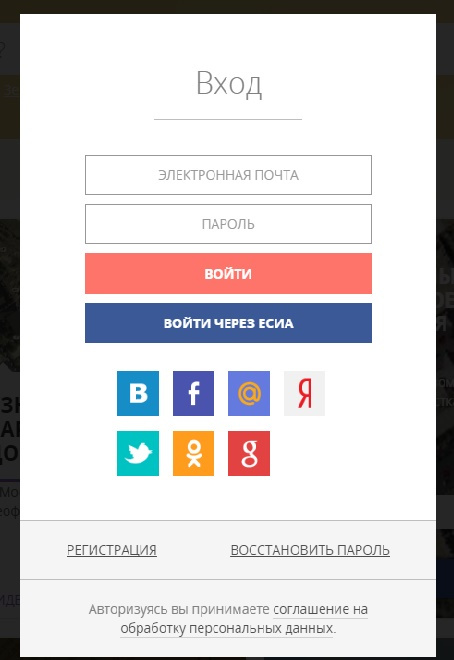 Вход
ЭЛЕКТРОННАЯ ПОЧТА
ПАРОЛЬ
ВОЙТИ
ВОЙТИ ЧЕРЕЗ ЕСИА
В f @ Я
g
РЕГИСТРАЦИЯ ВОССТАНОВИТЬ ПАРОЛЬ
Авторизуясь вы принимаете соглашение на
обработку персональных данных.